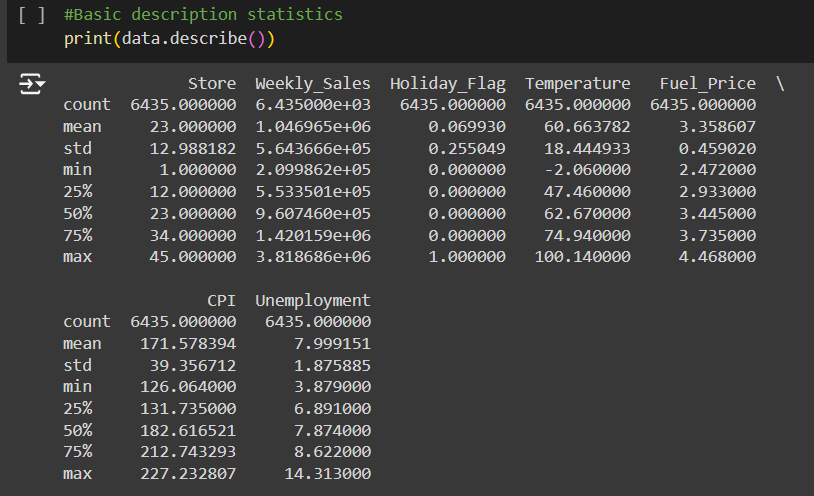 [ ] #Basic description statistics
print(data.describe())
Store Weekly_Sales Holiday_Flag Temperature Fuel_Price \
count 6435.000000 6.435000e+03 6435.000000 6435.000000 6435.000000
mean 23.000000 1.046965e+06 0.069930 60.663782 3.358607
std 12.988182 5.643666e+05 0.255049 18.444933 0.459020
min 1.000000 2.099862e+05 0.000000 -2.060000 2.472000
25% 12.000000 5.533501e+05 0.000000 47.460000 2.933000
50% 23.000000 9.607460e+05 0.000000 62.670000 3.445000
75% 34.000000 1.420159e+06 0.000000 74.940000 3.735000
max 45.000000 3.818686e+06 1.000000 100.140000 4.468000
CPI Unemployment
count 6435.000000 6435.000000
mean 171.578394 7.999151
std 39.356712 1.875885
min 126.064000 3.879000
25% 131.735000 6.891000
50% 182.616521 7.874000
75% 212.743293 8.622000
max 227.232807 14.313000